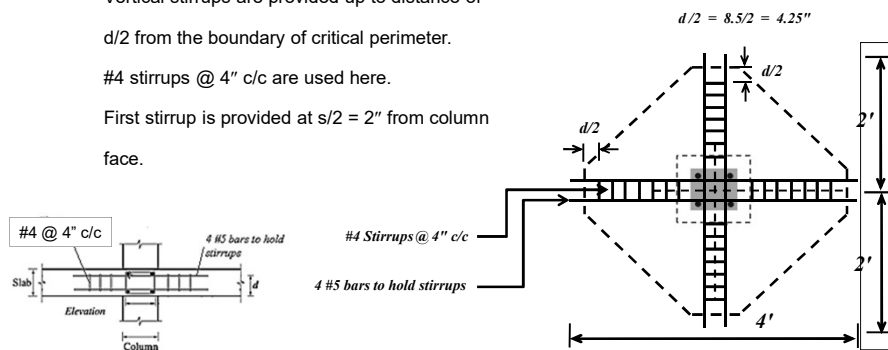 Vertical stirrups are provided up to distance of
d/2 from the boundary of critical perimeter.
#4 stirrups @ 4″ c/c are used here.
First stirrup is provided at s/2 = 2″ from column
face.
d/2 = 8.5/2 = 4.25″
d/2
d/2
2'
2'
4'
#4 Stirrups @ 4″ c/c
4 #5 bars to hold stirrups
#4 @ 4” c/c
4 #5 bars to hold
stirrups
Slab
d
Elevation
Column